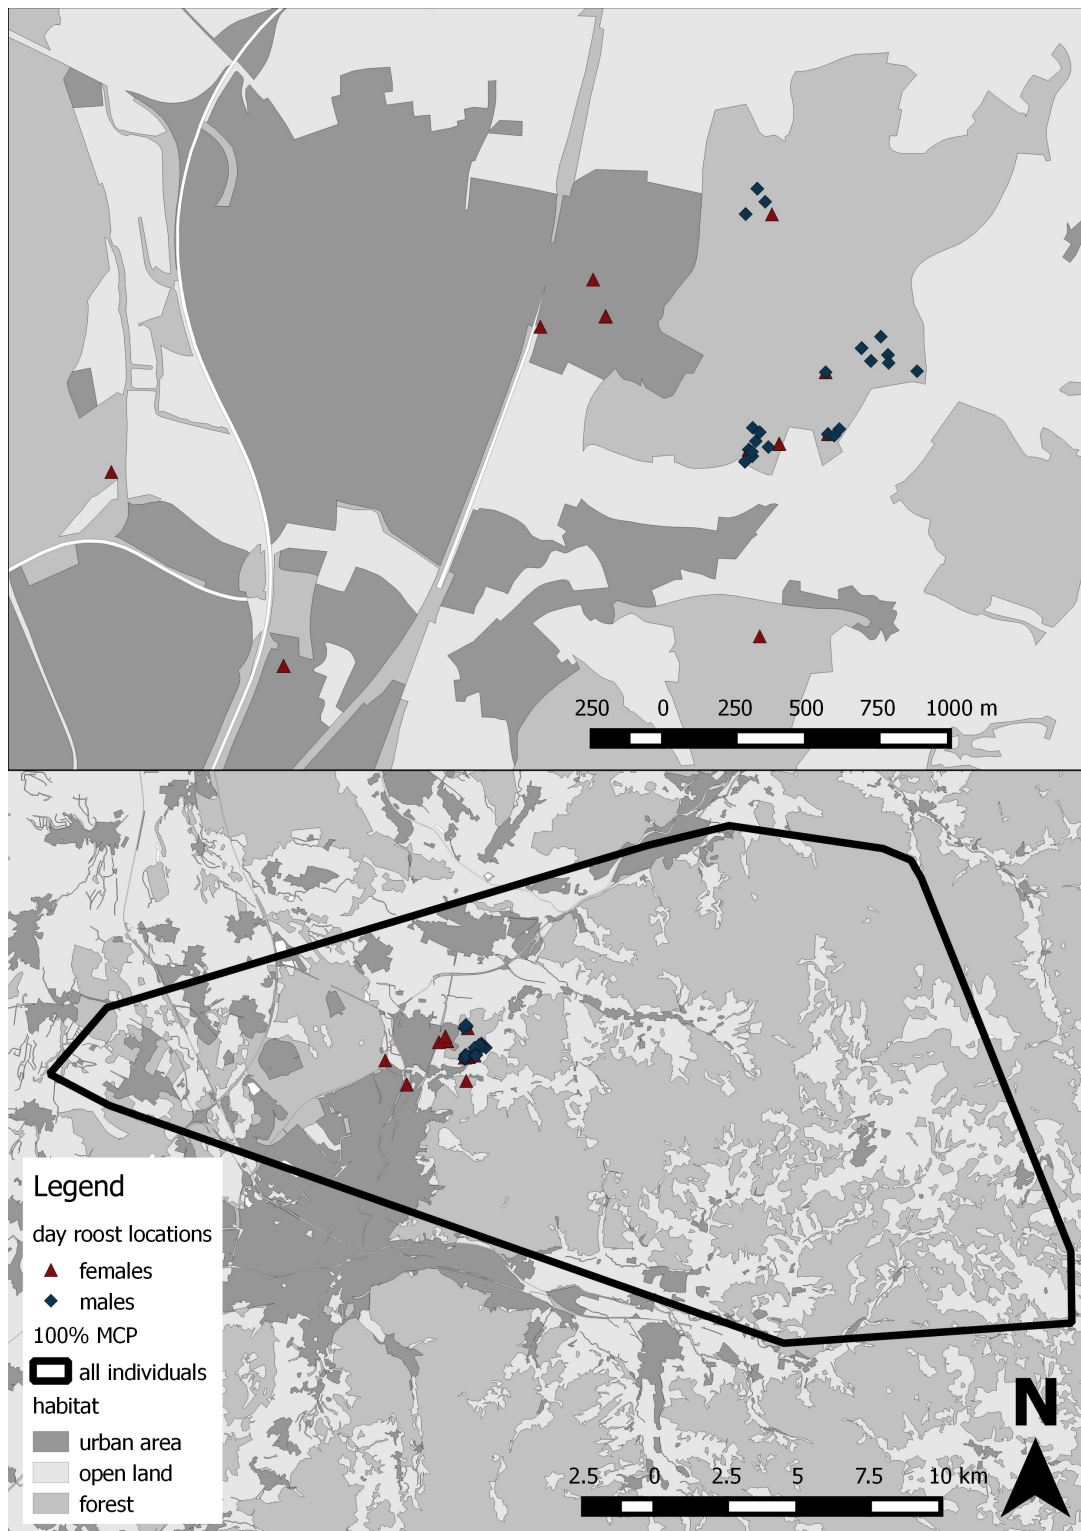 250 0 250 500 750 1000 m
Legend
day roost locations
females
males
100% MCP
all individuals
habitat
urban area
open land
forest
N
2.5 0 2.5 5 7.5 10 km